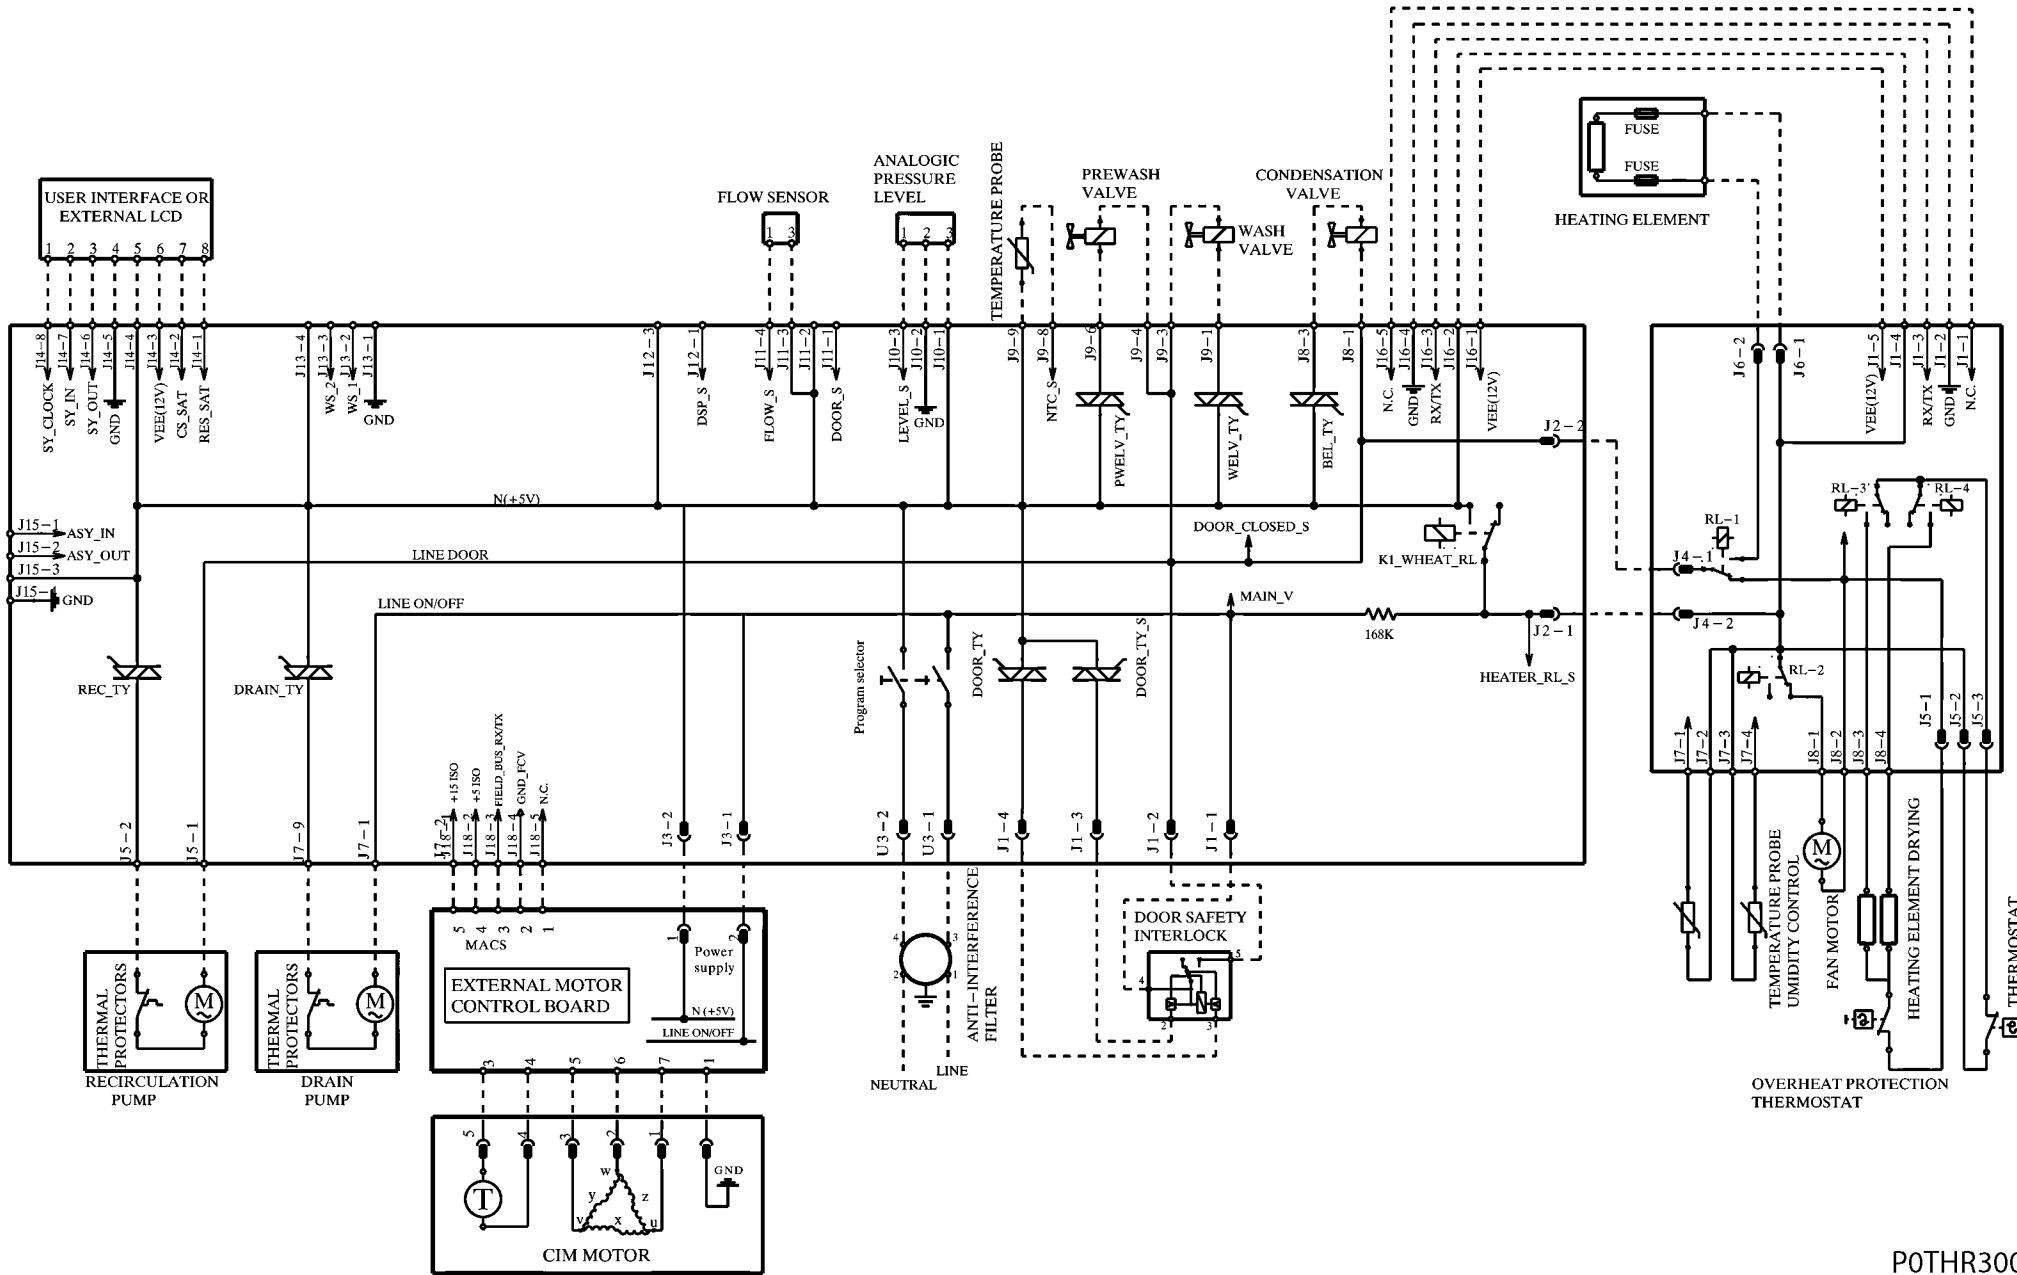 USER INTERFACE OR
EXTERNAL LCD
1 2 3 4 5 6 7 8
FLOW SENSOR
1 3
ANALOGIC
PRESSURE
LEVEL
1 2 3
TEMPERATURE PROBE
PREWASH
VALVE
WASH
VALVE
CONDENSATION
VALVE
FUSE
FUSE
HEATING ELEMENT
J14-8
J14-7
J14-6
J14-5
J14-4
J14-3
J14-2
J14-1
SY_CLOCK
SY_IN
SY_OUT
GND
VEE(12V)
CS_SAT
RES_SAT
J13-4
J13-3
J13-2
J13-1
WS_2
WS_1
GND
J12-3
J12-1
DSP_S
J11-4
J11-3
J11-2
J11-1
FLOW_S
DOOR_S
J10-3
J10-2
J10-1
LEVEL_S
GND
J9-9
J9-8
NTC_S
J9-6
J9-4
J9-3
J9-1
PWELV_TY
WELV_TY
J8-3
J8-1
BEL_TY
J16-5
J16-4
J16-3
J16-2
J16-1
N.C.
GND
RX/TX
VEE(12V)
J2-2
J6-2
J6-1
J1-5
J1-4
J1-3
J1-2
J1-1
VEE(12V)
RX/TX
GND
N.C.
N(+5V)
J15-1
ASY_IN
J15-2
ASY_OUT
J15-3
J15-4
GND
LINE DOOR
DOOR_CLOSED_S
K1_WHEAT_RL
LINE ON/OFF
MAIN_V
168K
J2-1
HEATER_RL_S
RL-3
RL-4
RL-1
J4-1
J4-2
RL-2
REC_TY
DRAIN_TY
Program selector
DOOR_TY
DOOR_TY_S
J5-1
J5-2
J5-3
J7-1
J7-2
J7-3
J7-4
J8-1
J8-2
J8-3
J8-4
+15 ISO
+5 ISO
FIELD_BUS_RX/TX
GND_FCV
N.C.
J5-2
J5-1
J7-9
J7-1
J7-2
J18-1
J18-2
J18-3
J18-4
J18-5
J3-2
J3-1
U3-2
U3-1
J1-4
J1-3
J1-2
J1-1
THERMAL
PROTECTORS
M
RECIRCULATION
PUMP
THERMAL
PROTECTORS
M
DRAIN
PUMP
5 4 3 2 1
MACS
1 2
Power
supply
EXTERNAL MOTOR
CONTROL BOARD
N (+5V)
LINE ON/OFF
3 4 5 6 7 1
5 4 3 2 1
T
w
y
z
v
x
u
GND
CIM MOTOR
4 3
2 1
ANTI-INTERFERENCE
FILTER
NEUTRAL
LINE
DOOR SAFETY
INTERLOCK
5
4
2 3
TEMPERATURE PROBE
UMIDITY CONTROL
M
FAN MOTOR
HEATING ELEMENT DRYING
THERMOSTAT
OVERHEAT PROTECTION
THERMOSTAT
P0THR300